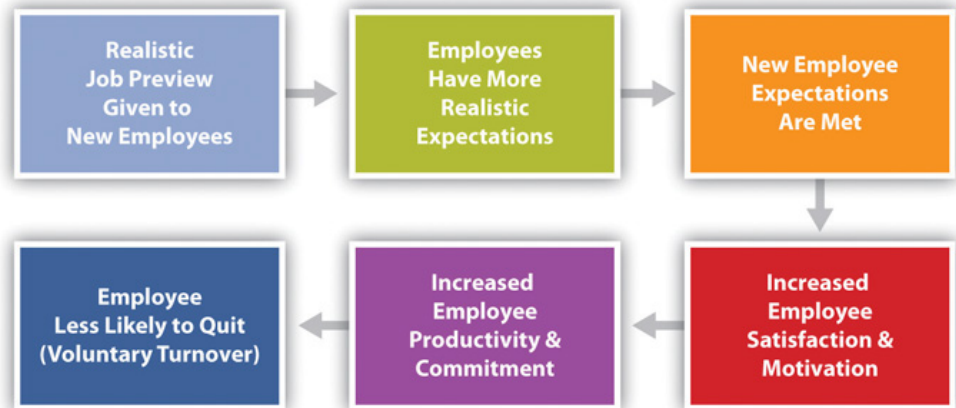 Realistic
Job Preview
Given to
New Employees
Employees
Have More
Realistic
Expectations
New Employee
Expectations
Are Met
Increased
Employee
Satisfaction &
Motivation
Increased
Employee
Productivity &
Commitment
Employee
Less Likely to Quit
(Voluntary Turnover)